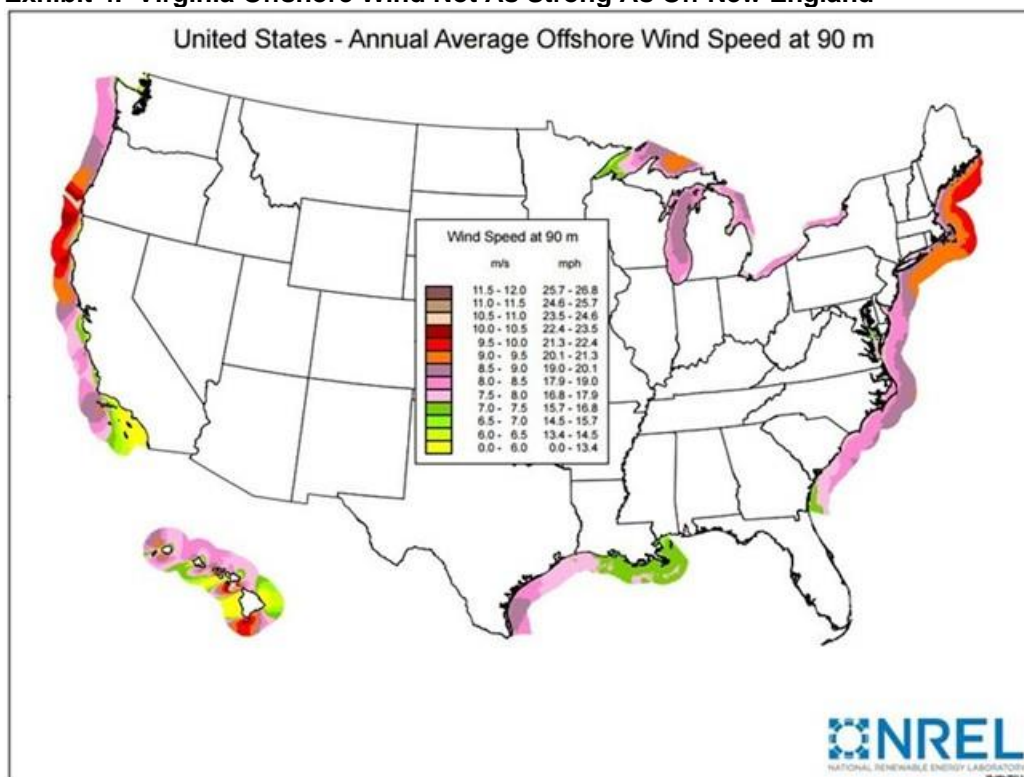 Exhibit 4. Virginia Offshore Wind Not As Strong As Off New England
United States - Annual Average Offshore Wind Speed at 90 m
Wind Speed at 90 m
m/s mph
11.5 - 12.0 25.7 - 26.8
11.0 - 11.5 24.6 - 25.7
10.5 - 11.0 23.5 - 24.6
10.0 - 10.5 22.4 - 23.5
9.5 - 10.0 21.3 - 22.4
9.0 - 9.5 20.1 - 21.3
8.5 - 9.0 19.0 - 20.1
8.0 - 8.5 17.9 - 19.0
7.5 - 8.0 16.8 - 17.9
7.0 - 7.5 15.7 - 16.8
6.5 - 7.0 14.5 - 15.7
6.0 - 6.5 13.4 - 14.5
0.0 - 6.0 0.0 - 13.4
NREL
NATIONAL RENEWABLE ENERGY LABORATORY